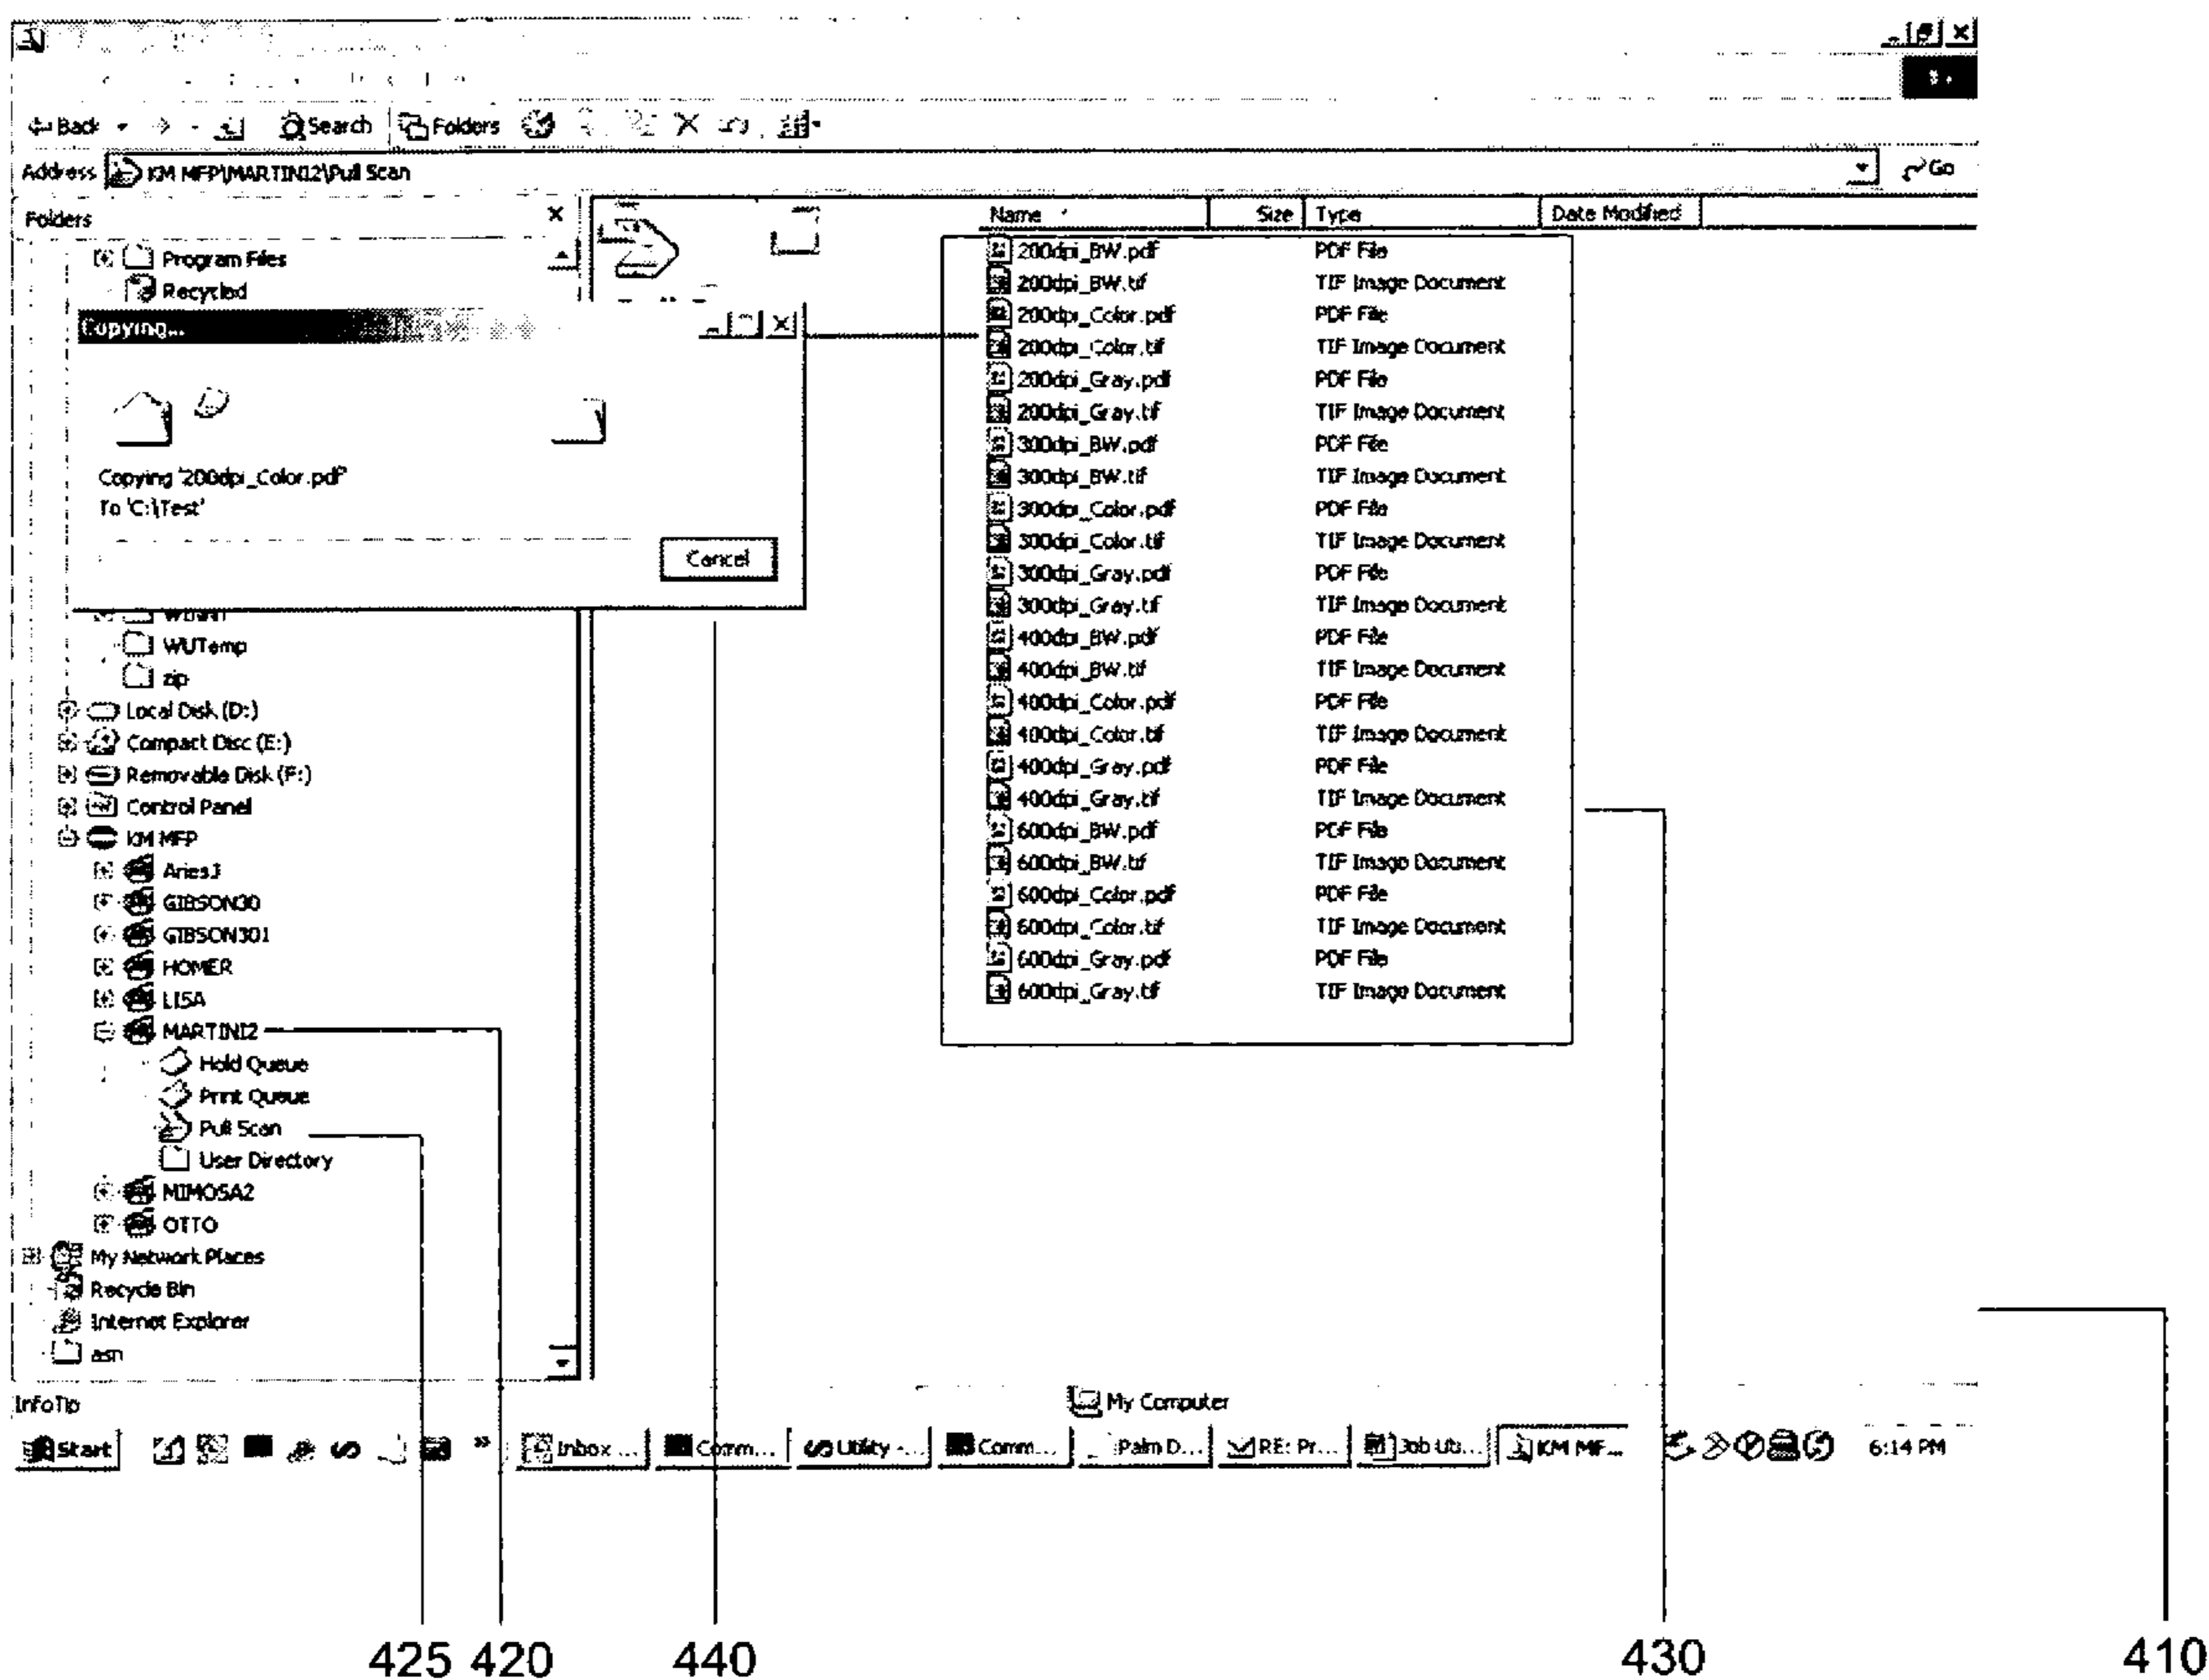 Back Search Folders
Address KM MFP\MARTINI2\Pull Scan Go
Folders
Name Size Type Date Modified
Program Files
Recycled
Copying...
Copying '200dpi_Color.pdf'
To 'C:\Test'
Cancel
WUTemp
zip
Local Disk (D:)
Compact Disc (E:)
Removable Disk (F:)
Control Panel
KM MFP
Aries3
GIBSON30
GIBSON301
HOMER
LISA
MARTINI2
Hold Queue
Print Queue
Pull Scan
User Directory
MIMOSA2
OTTO
My Network Places
Recycle Bin
Internet Explorer
asn
200dpi_BW.pdf PDF File
200dpi_BW.tif TIF Image Document
200dpi_Color.pdf PDF File
200dpi_Color.tif TIF Image Document
200dpi_Gray.pdf PDF File
200dpi_Gray.tif TIF Image Document
300dpi_BW.pdf PDF File
300dpi_BW.tif TIF Image Document
300dpi_Color.pdf PDF File
300dpi_Color.tif TIF Image Document
300dpi_Gray.pdf PDF File
300dpi_Gray.tif TIF Image Document
400dpi_BW.pdf PDF File
400dpi_BW.tif TIF Image Document
400dpi_Color.pdf PDF File
400dpi_Color.tif TIF Image Document
400dpi_Gray.pdf PDF File
400dpi_Gray.tif TIF Image Document
600dpi_BW.pdf PDF File
600dpi_BW.tif TIF Image Document
600dpi_Color.pdf PDF File
600dpi_Color.tif TIF Image Document
600dpi_Gray.pdf PDF File
600dpi_Gray.tif TIF Image Document
InfoTip My Computer
Start » Inbox ... Comm... Utility -... Comm... Palm D... RE: Pr... Job Uti... KM MF... 6:14 PM
425 420 440 430 410